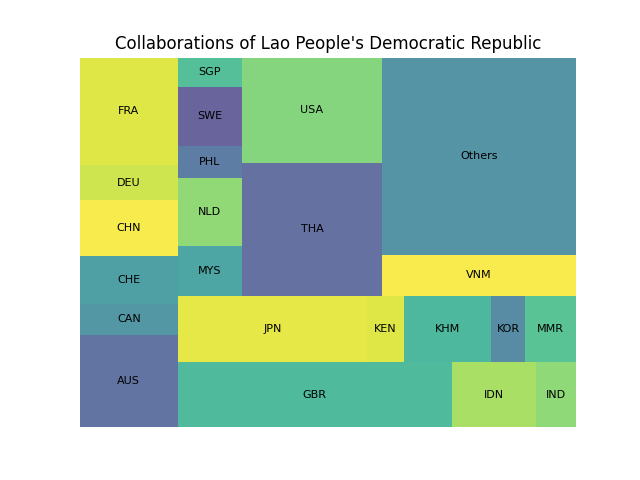 Collaborations of Lao People's Democratic Republic
FRA
DEU
CHN
CHE
CAN
AUS
SGP
SWE
PHL
NLD
MYS
USA
THA
Others
VNM
JPN
KEN
KHM
KOR
MMR
GBR
IDN
IND